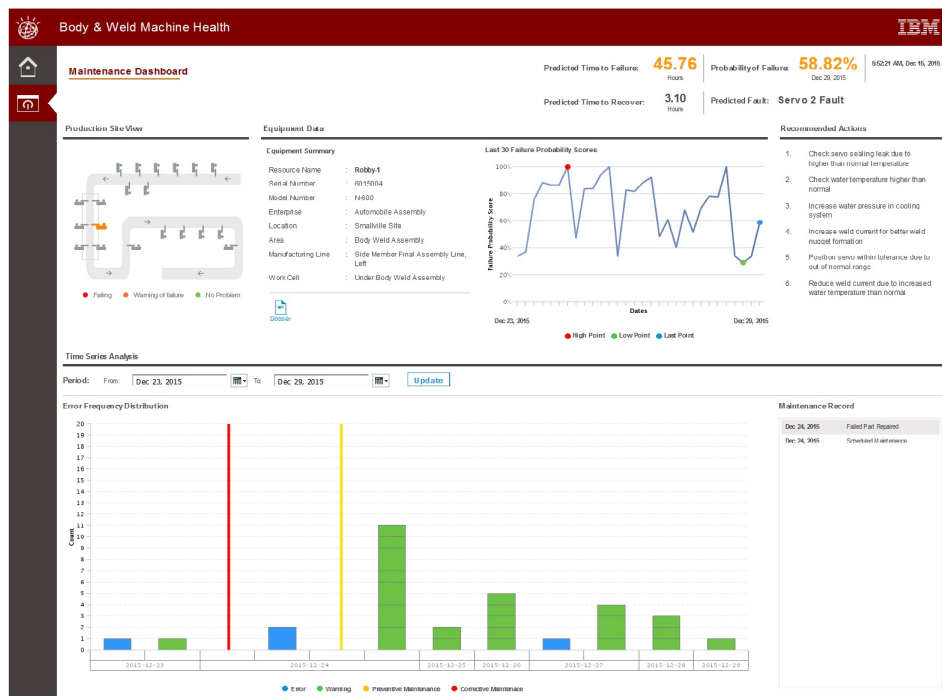 Body & Weld Machine Health
IBM
Maintenance Dashboard
Predicted Time to Failure: 45.76 Hours
Probability of Failure: 58.82% Dec 29, 2015
6:52:21 AM, Dec 15, 2015
Predicted Time to Recover: 3.10 Hours
Predicted Fault: Servo 2 Fault
Production Site View
Failing Warning of failure No Problem
Equipment Data
Equipment Summary
Resource Name : Robby-1
Serial Number : 6015004
Model Number : N-600
Enterprise : Automobile Assembly
Location : Smallville Site
Area : Body Weld Assembly
Manufacturing Line : Side Member Final Assembly Line,
Left
Work Cell : Under Body Weld Assembly
Dossier
Last 30 Failure Probability Scores
Failure Probability Score
100%
80%
60%
40%
20%
0%
Dates
Dec 23, 2015 Dec 29, 2015
High Point Low Point Last Point
Recommended Actions
1. Check servo sealing leak due to
higher than normal temperature
2. Check water temperature higher than
normal
3. Increase water pressure in cooling
system
4. Increase weld current for better weld
nugget formation
5. Position servo within tolerance due to
out of normal range
6. Reduce weld current due to increased
water temperature than normal
Time Series Analysis
Period: From: Dec 23, 2015 To: Dec 29, 2015 Update
Error Frequency Distribution
Count
20
19
18
17
16
15
14
13
12
11
10
9
8
7
6
5
4
3
2
1
0
2015-12-23 2015-12-24 2015-12-25 2015-12-26 2015-12-27 2015-12-28 2015-12-29
Error Warning Preventive Maintenance Corrective Maintenace
Maintenance Record
Dec 24, 2015 Failed Part Repaired
Dec 24, 2015 Scheduled Maintenance